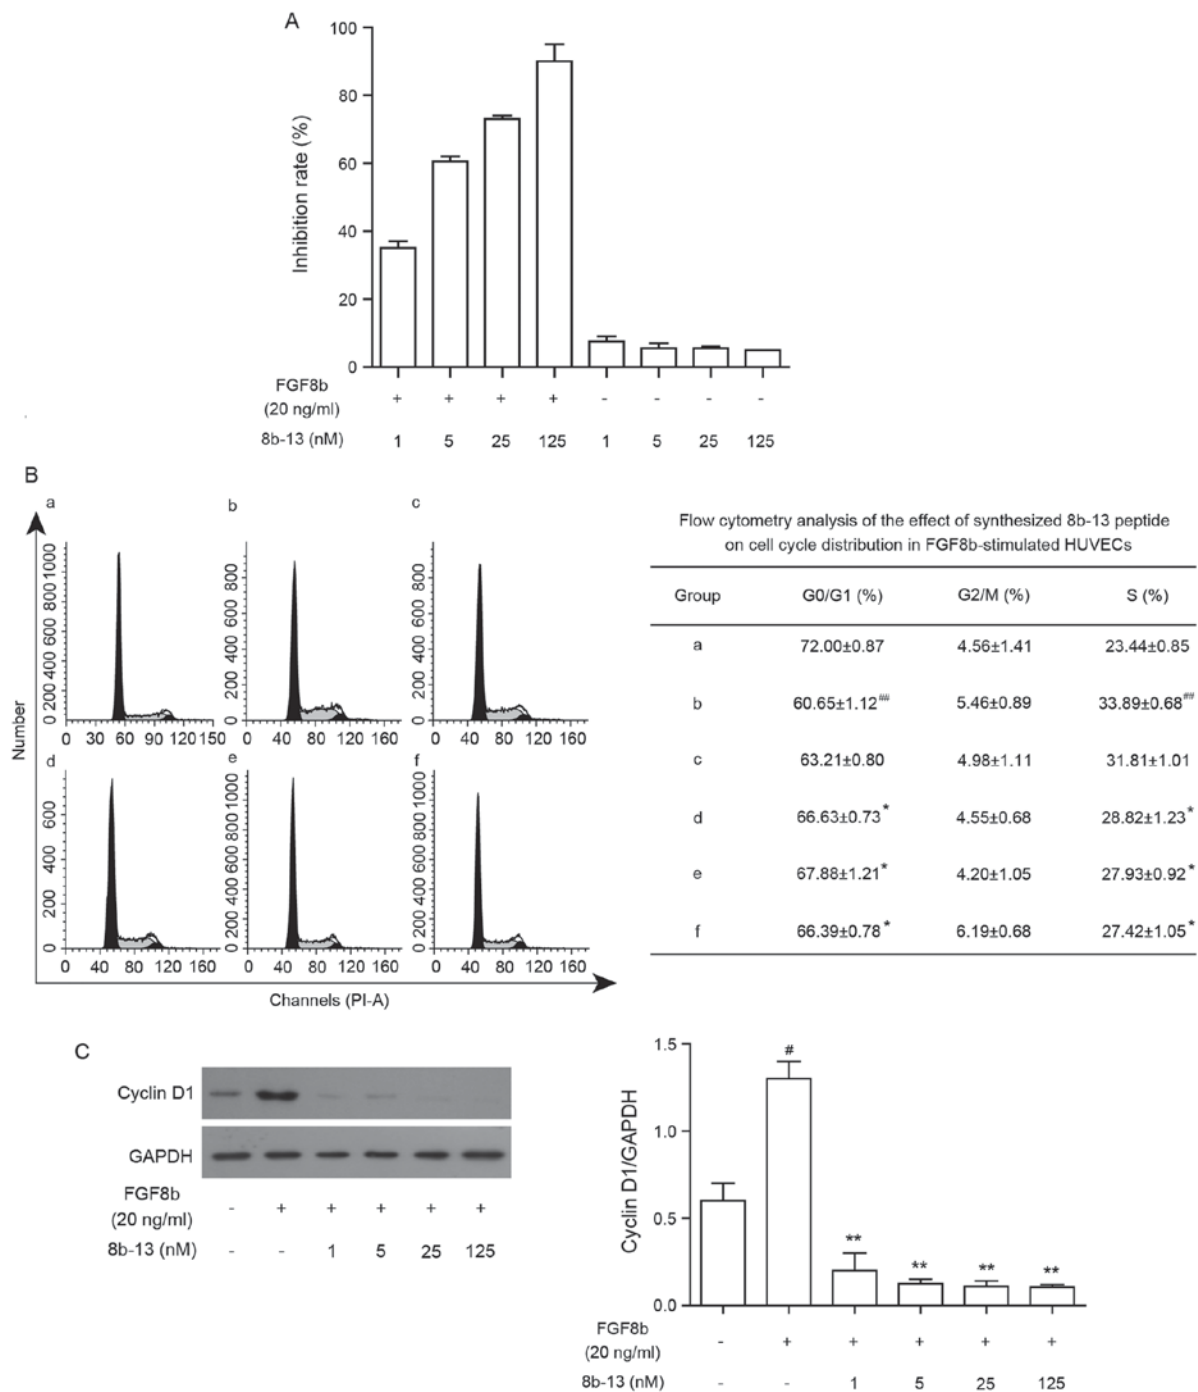 A
100
80
60
40
20
0
Inhibition rate (%)
FGF8b
(20 ng/ml)
+ + + + - - - -
8b-13 (nM) 1 5 25 125 1 5 25 125
B
a b c
Number
0 200 400 600 800 1000
0 30 60 90 120 150
0 200 400 600 800
0 40 80 120 160
0 200 400 600 800
0 40 80 120 160
d e f
0 200 400 600
0 40 80 120 160
0 200 400 600 800 1000
0 40 80 120 160
0 200 400 600 800 1000
0 40 80 120 160
Channels (PI-A)
Flow cytometry analysis of the effect of synthesized 8b-13 peptide
on cell cycle distribution in FGF8b-stimulated HUVECs
Group G0/G1 (%) G2/M (%) S (%)
a 72.00±0.87 4.56±1.41 23.44±0.85
b 60.65±1.12## 5.46±0.89 33.89±0.68##
c 63.21±0.80 4.98±1.11 31.81±1.01
d 66.63±0.73* 4.55±0.68 28.82±1.23*
e 67.88±1.21* 4.20±1.05 27.93±0.92*
f 66.39±0.78* 6.19±0.68 27.42±1.05*
C
Cyclin D1
GAPDH
FGF8b
(20 ng/ml)
- + + + + +
8b-13 (nM) - - 1 5 25 125
1.5
1.0
0.5
0.0
Cyclin D1/GAPDH
#
** ** ** **
FGF8b
(20 ng/ml)
- + + + + +
8b-13 (nM) - - 1 5 25 125